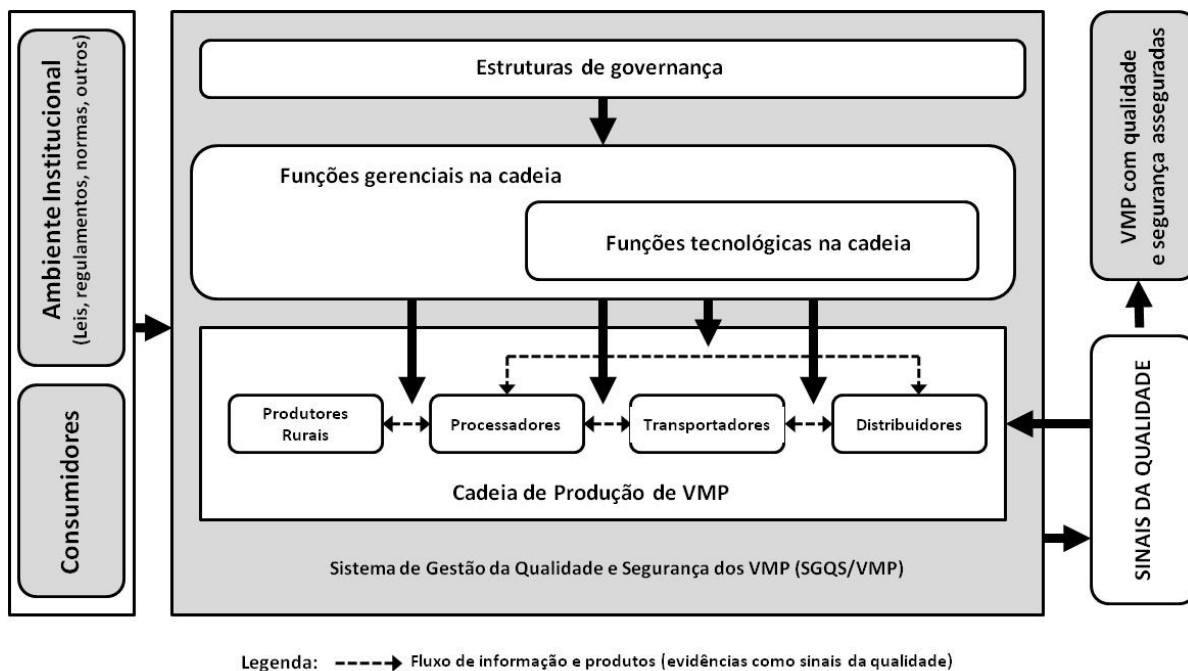 Ambiente Institucional
(Leis, regulamentos, normas, outros)
Consumidores
Estruturas de governança
Funções gerenciais na cadeia
Funções tecnológicas na cadeia
Produtores
Rurais
Processadores
Transportadores
Distribuidores
Cadeia de Produção de VMP
Sistema de Gestão da Qualidade e Segurança dos VMP (SGQS/VMP)
VMP com qualidade
e segurança asseguradas
SINAIS DA QUALIDADE
Legenda:
Fluxo de informação e produtos (evidências como sinais da qualidade)